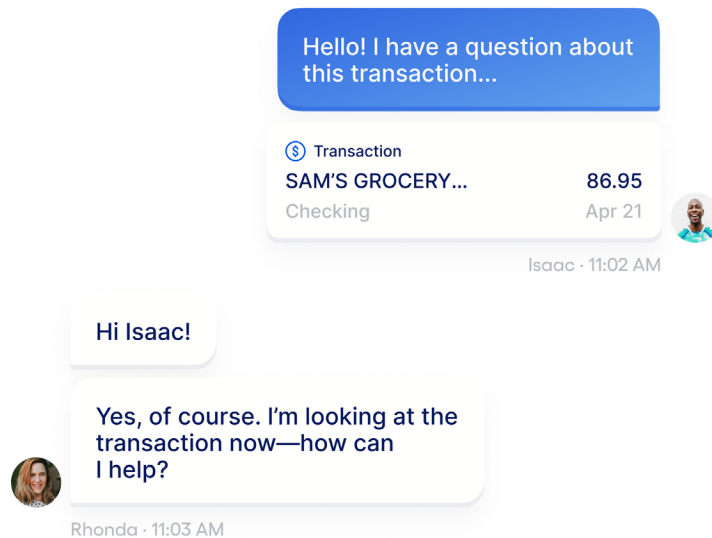 Hello! I have a question about
this transaction...
Transaction
SAM’S GROCERY... 86.95
Checking Apr 21
Isaac · 11:02 AM
Hi Isaac!
Yes, of course. I’m looking at the
transaction now—how can
I help?
Rhonda · 11:03 AM